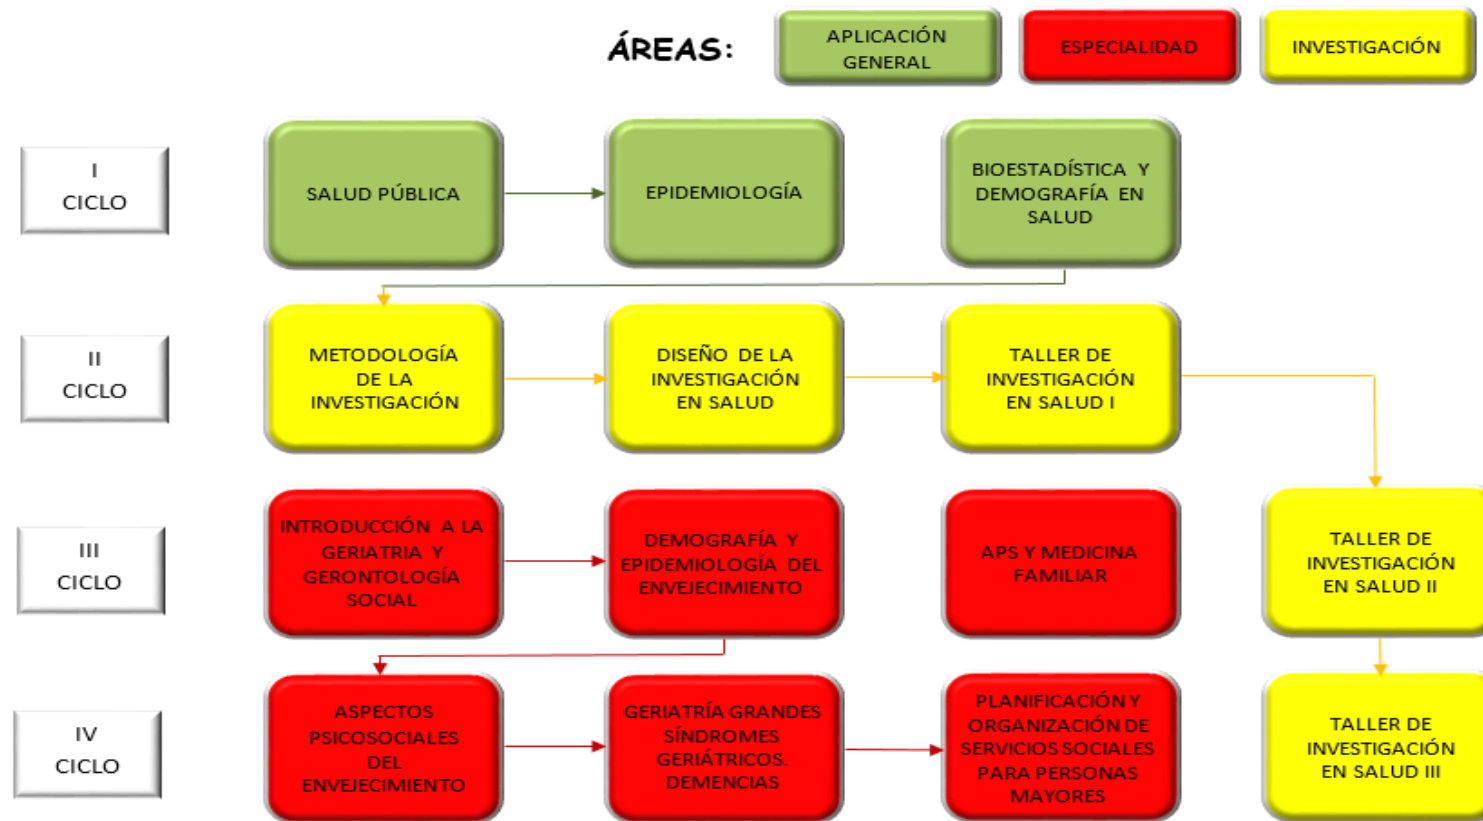 ÁREAS:
APLICACIÓN
GENERAL
ESPECIALIDAD
INVESTIGACIÓN
I
CICLO
SALUD PÚBLICA
EPIDEMIOLOGÍA
BIOESTADÍSTICA Y
DEMOGRAFÍA EN
SALUD
II
CICLO
METODOLOGÍA
DE LA
INVESTIGACIÓN
DISEÑO DE LA
INVESTIGACIÓN
EN SALUD
TALLER DE
INVESTIGACIÓN
EN SALUD I
III
CICLO
INTRODUCCIÓN A LA
GERIATRIA Y
GERONTOLOGÍA
SOCIAL
DEMOGRAFÍA Y
EPIDEMIOLOGÍA DEL
ENVEJECIMIENTO
APS Y MEDICINA
FAMILIAR
TALLER DE
INVESTIGACIÓN
EN SALUD II
IV
CICLO
ASPECTOS
PSICOSOCIALES
DEL
ENVEJECIMIENTO
GERIATRÍA GRANDES
SÍNDROMES
GERIÁTRICOS.
DEMENCIAS
PLANIFICACIÓN Y
ORGANIZACIÓN DE
SERVICIOS SOCIALES
PARA PERSONAS
MAYORES
TALLER DE
INVESTIGACIÓN
EN SALUD III